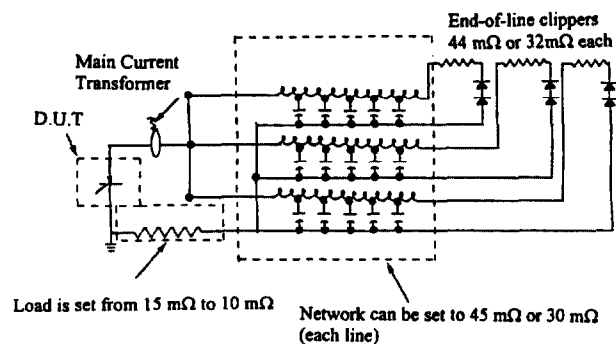 End-of-line clippers
44 mΩ or 32mΩ each
Main Current
Transformer
D.U.T
Load is set from 15 mΩ to 10 mΩ
Network can be set to 45 mΩ or 30 mΩ
(each line)